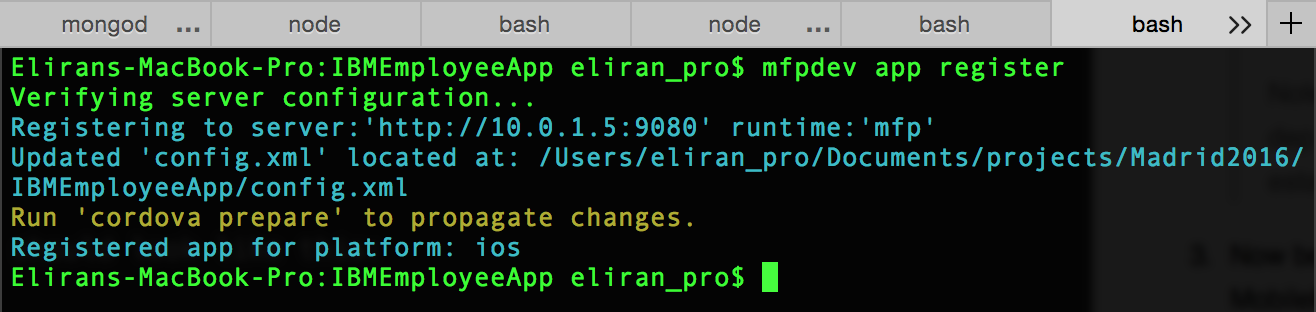 mongod ... node bash node ... bash bash >> +
Elirans-MacBook-Pro:IBMEmployeeApp eliran_pro$ mfpdev app register
Verifying server configuration...
Registering to server:'http://10.0.1.5:9080' runtime:'mfp'
Updated 'config.xml' located at: /Users/eliran_pro/Documents/projects/Madrid2016/
IBMEmployeeApp/config.xml
Run 'cordova prepare' to propagate changes.
Registered app for platform: ios
Elirans-MacBook-Pro:IBMEmployeeApp eliran_pro$